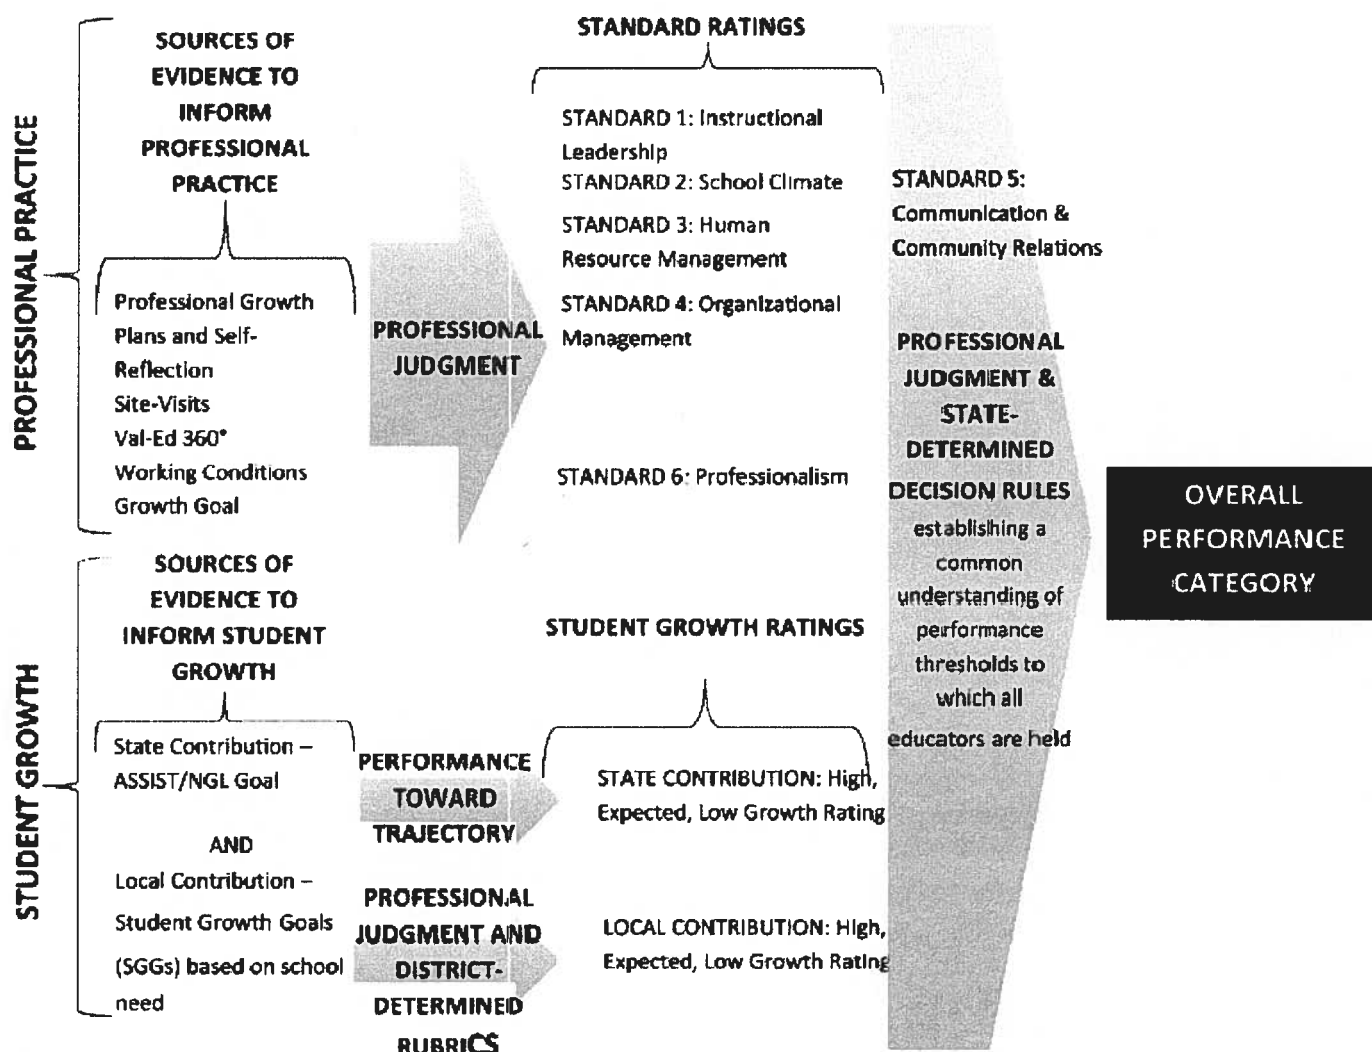 PROFESSIONAL PRACTICE
SOURCES OF
EVIDENCE TO
INFORM
PROFESSIONAL
PRACTICE
Professional Growth
Plans and Self-
Reflection
Site-Visits
Val-Ed 360°
Working Conditions
Growth Goal
PROFESSIONAL
JUDGMENT
STANDARD RATINGS
STANDARD 1: Instructional
Leadership
STANDARD 2: School Climate
STANDARD 3: Human
Resource Management
STANDARD 4: Organizational
Management
STANDARD 6: Professionalism
STANDARD 5:
Communication &
Community Relations
PROFESSIONAL
JUDGMENT &
STATE-
DETERMINED
DECISION RULES
establishing a
common
understanding of
performance
thresholds to
which all
educators are held
OVERALL
PERFORMANCE
CATEGORY
STUDENT GROWTH
SOURCES OF
EVIDENCE TO
INFORM STUDENT
GROWTH
State Contribution –
ASSIST/NGL Goal
AND
Local Contribution –
Student Growth Goals
(SGGs) based on school
need
PERFORMANCE
TOWARD
TRAJECTORY
PROFESSIONAL
JUDGMENT AND
DISTRICT-
DETERMINED
RUBRICS
STUDENT GROWTH RATINGS
STATE CONTRIBUTION: High,
Expected, Low Growth Rating
LOCAL CONTRIBUTION: High,
Expected, Low Growth Rating